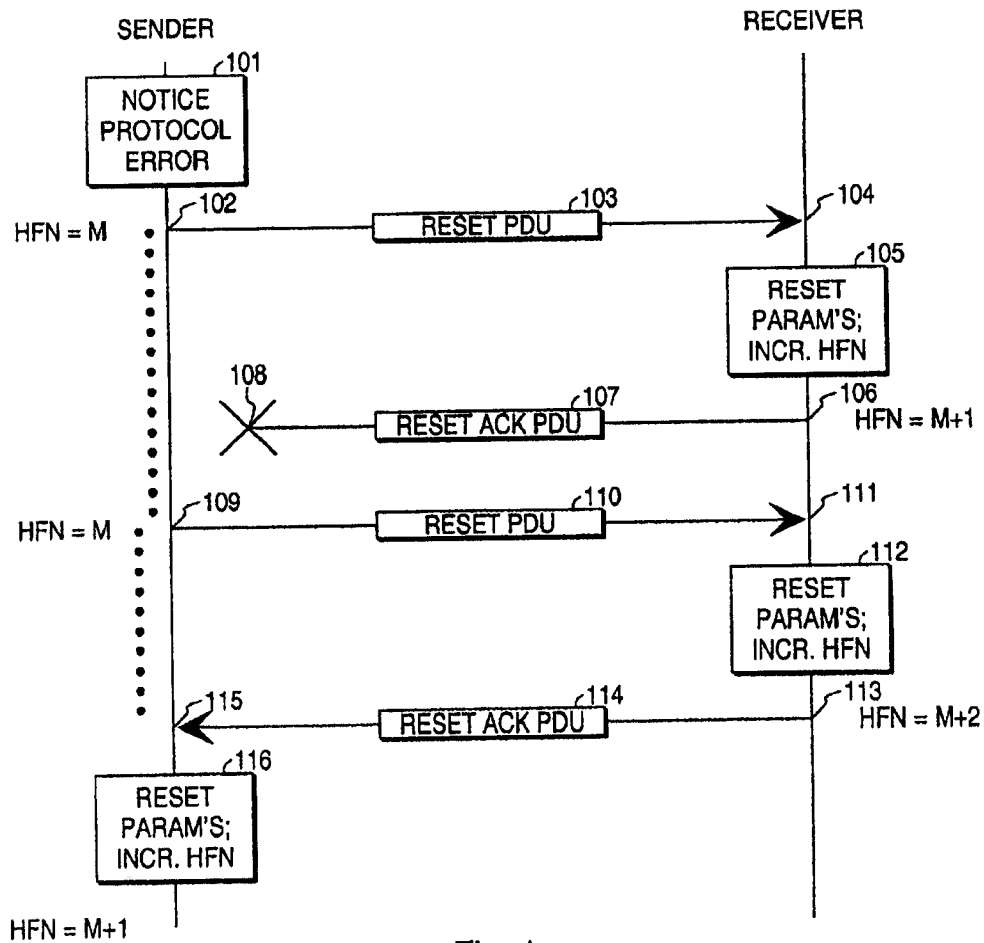 SENDER
RECEIVER
101
NOTICE
PROTOCOL
ERROR
102
103
104
HFN = M
RESET PDU
105
RESET
PARAM'S;
INCR. HFN
108
107
106
RESET ACK PDU
HFN = M+1
109
110
111
HFN = M
RESET PDU
112
RESET
PARAM'S;
INCR. HFN
115
114
113
RESET ACK PDU
HFN = M+2
116
RESET
PARAM'S;
INCR. HFN
HFN = M+1